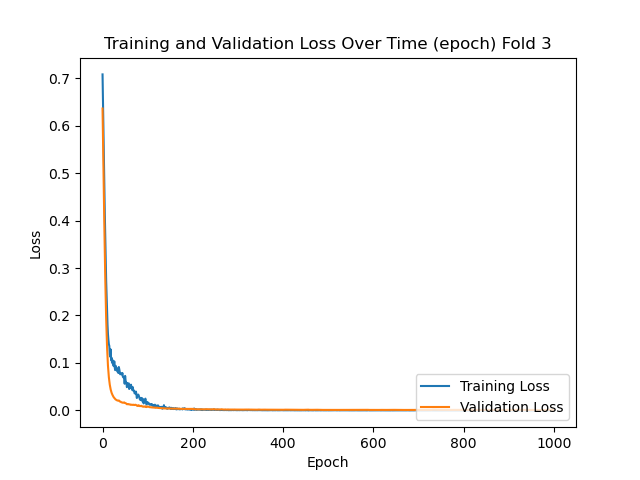 Training and Validation Loss Over Time (epoch) Fold 3
0.7
0.6
0.5
0.4
0.3
0.2
0.1
0.0
Loss
Training Loss
Validation Loss
0 200 400 600 800 1000
Epoch